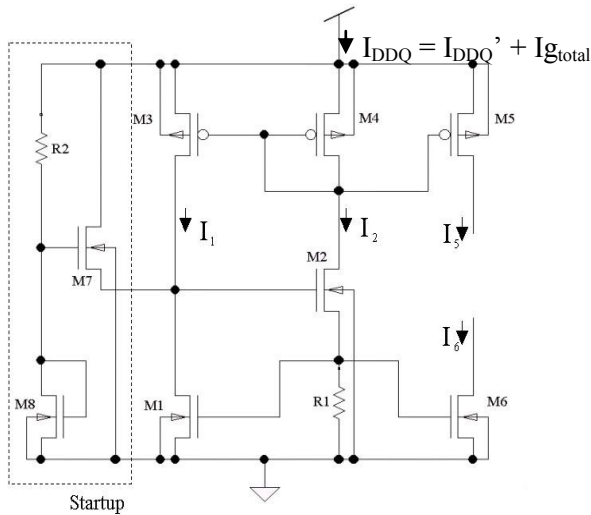 I_DDQ = I_DDQ’ + Ig_total
M3
M4
M5
R2
I_1
I_2
I_5
M7
M2
I_6
M8
M1
R1
M6
Startup